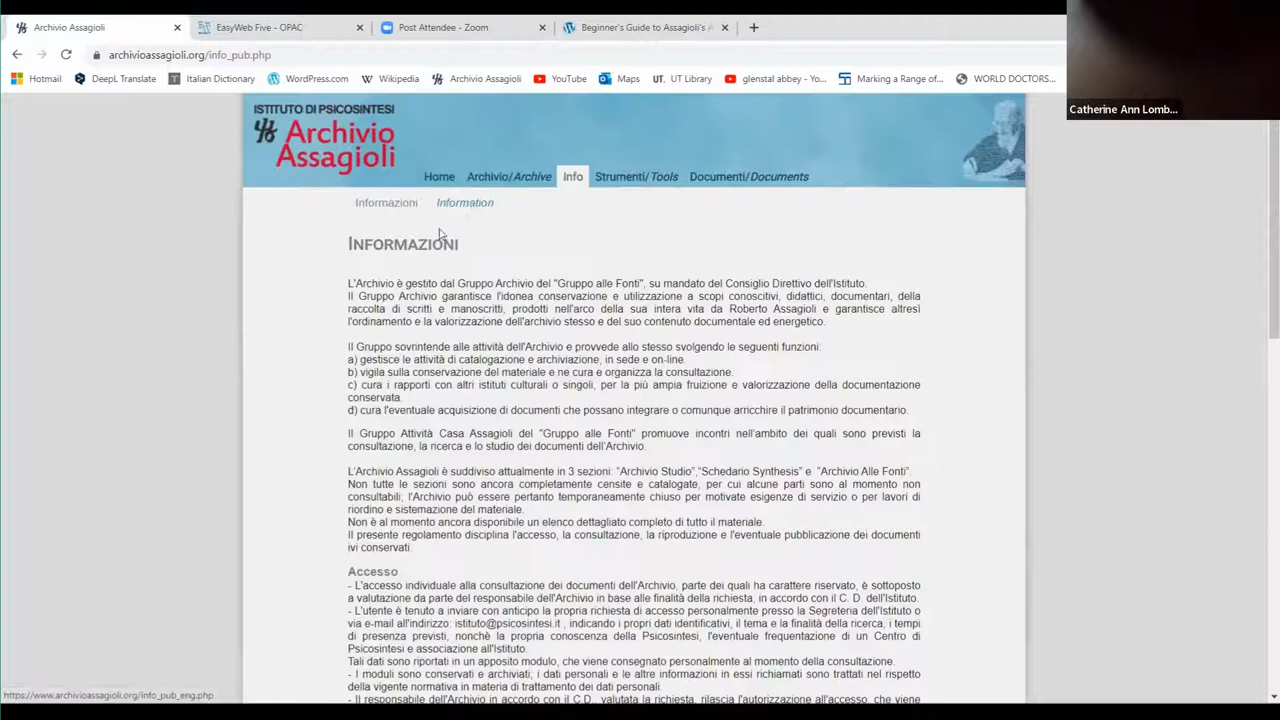 Archivio Assagioli
EasyWeb Five - OPAC
Post Attendee - Zoom
Beginner's Guide to Assagioli's A
archivioassagioli.org/info_pub.php
Hotmail
DeepL Translate
Italian Dictionary
WordPress.com
Wikipedia
Archivio Assagioli
YouTube
Maps
UT. UT Library
glenstal abbey - Yo...
Marking a Range of...
WORLD DOCTORS...
Catherine Ann Lomb...
ISTITUTO DI PSICOSINTESI
Archivio
Assagioli
Home Archivio/Archive Info Strumenti/Tools Documenti/Documents
Informazioni Information
INFORMAZIONI
L'Archivio è gestito dal Gruppo Archivio del "Gruppo alle Fonti", su mandato del Consiglio Direttivo dell'Istituto.
Il Gruppo Archivio garantisce l'idonea conservazione e utilizzazione a scopi conoscitivi, didattici, documentari, della
raccolta di scritti e manoscritti, prodotti nell'arco della sua intera vita da Roberto Assagioli e garantisce altresì
l'ordinamento e la valorizzazione dell'archivio stesso e del suo contenuto documentale ed energetico.
Il Gruppo sovrintende alle attività dell'Archivio e provvede allo stesso svolgendo le seguenti funzioni:
a) gestisce le attività di catalogazione e archiviazione, in sede e on-line.
b) vigila sulla conservazione del materiale e ne cura e organizza la consultazione.
c) cura i rapporti con altri istituti culturali o singoli, per la più ampia fruizione e valorizzazione della documentazione
conservata.
d) cura l'eventuale acquisizione di documenti che possano integrare o comunque arricchire il patrimonio documentario.
Il Gruppo Attività Casa Assagioli del "Gruppo alle Fonti" promuove incontri nell'ambito dei quali sono previsti la
consultazione, la ricerca e lo studio dei documenti dell'Archivio.
L'Archivio Assagioli è suddiviso attualmente in 3 sezioni: "Archivio Studio","Schedario Synthesis" e "Archivio Alle Fonti".
Non tutte le sezioni sono ancora completamente censite e catalogate, per cui alcune parti sono al momento non
consultabili; l'Archivio può essere pertanto temporaneamente chiuso per motivate esigenze di servizio o per lavori di
riordino e sistemazione del materiale.
Non è al momento ancora disponibile un elenco dettagliato completo di tutto il materiale.
Il presente regolamento disciplina l'accesso, la consultazione, la riproduzione e l'eventuale pubblicazione dei documenti
ivi conservati.
Accesso
- L'accesso individuale alla consultazione dei documenti dell'Archivio, parte dei quali ha carattere riservato, è sottoposto
a valutazione da parte del responsabile dell'Archivio in base alle finalità della richiesta, in accordo con il C. D. dell'Istituto.
- L'utente è tenuto a inviare con anticipo la propria richiesta di accesso personalmente presso la Segreteria dell'Istituto o
via e-mail all'indirizzo: istituto@psicosintesi.it , indicando i propri dati identificativi, il tema e la finalità della ricerca, i tempi
di presenza previsti, nonchè la propria conoscenza della Psicosintesi, l'eventuale frequentazione di un Centro di
Psicosintesi e associazione all'Istituto.
Tali dati sono riportati in un apposito modulo, che viene consegnato personalmente al momento della consultazione.
- I moduli sono conservati e archiviati; i dati personali e le altre informazioni in essi richiamati sono trattati nel rispetto
della vigente normativa in materia di trattamento dei dati personali.
- Il responsabile dell'Archivio in accordo con il C.D., valutata la richiesta, rilascia l'autorizzazione all'accesso, che viene
https://www.archivioassagioli.org/info_pub_eng.php